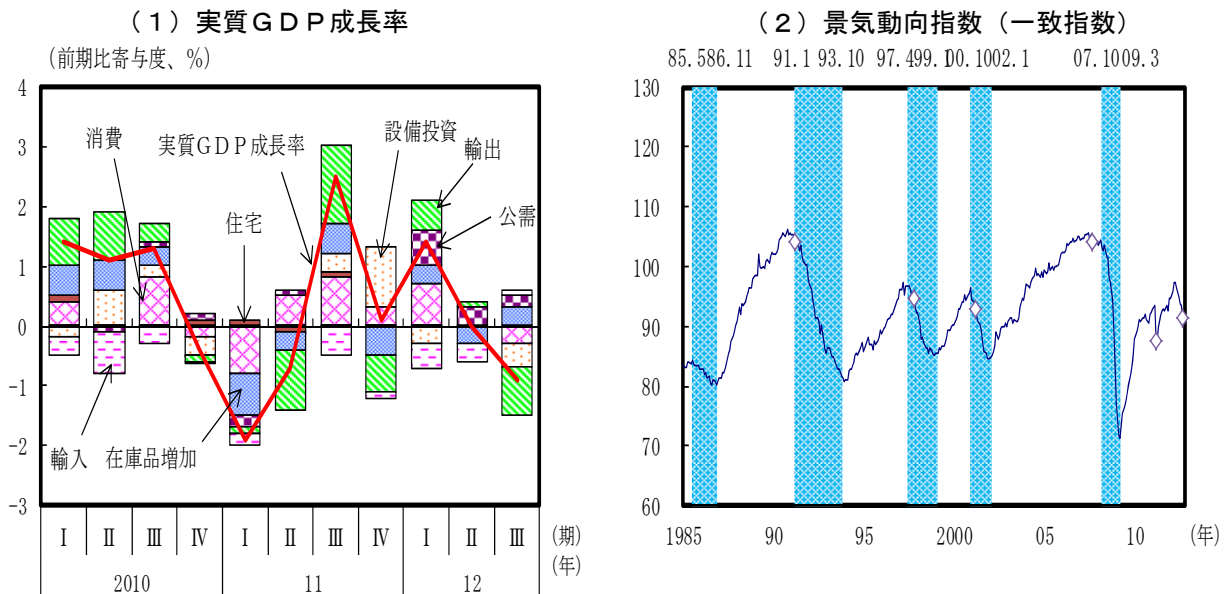 （１）実質ＧＤＰ成長率
（前期比寄与度、％）
4
3
2
1
0
-1
-2
-3
消費
実質ＧＤＰ成長率
設備投資
輸出
公需
住宅
輸入
在庫品増加
Ⅰ Ⅱ Ⅲ Ⅳ Ⅰ Ⅱ Ⅲ Ⅳ Ⅰ Ⅱ Ⅲ (期)
2010 11 12 (年)
（２）景気動向指数（一致指数）
85.5 86.11 91.1 93.10 97.4 99.1 00.10 02.1 07.10 09.3
130
120
110
100
90
80
70
60
1985 90 95 2000 05 10 (年)